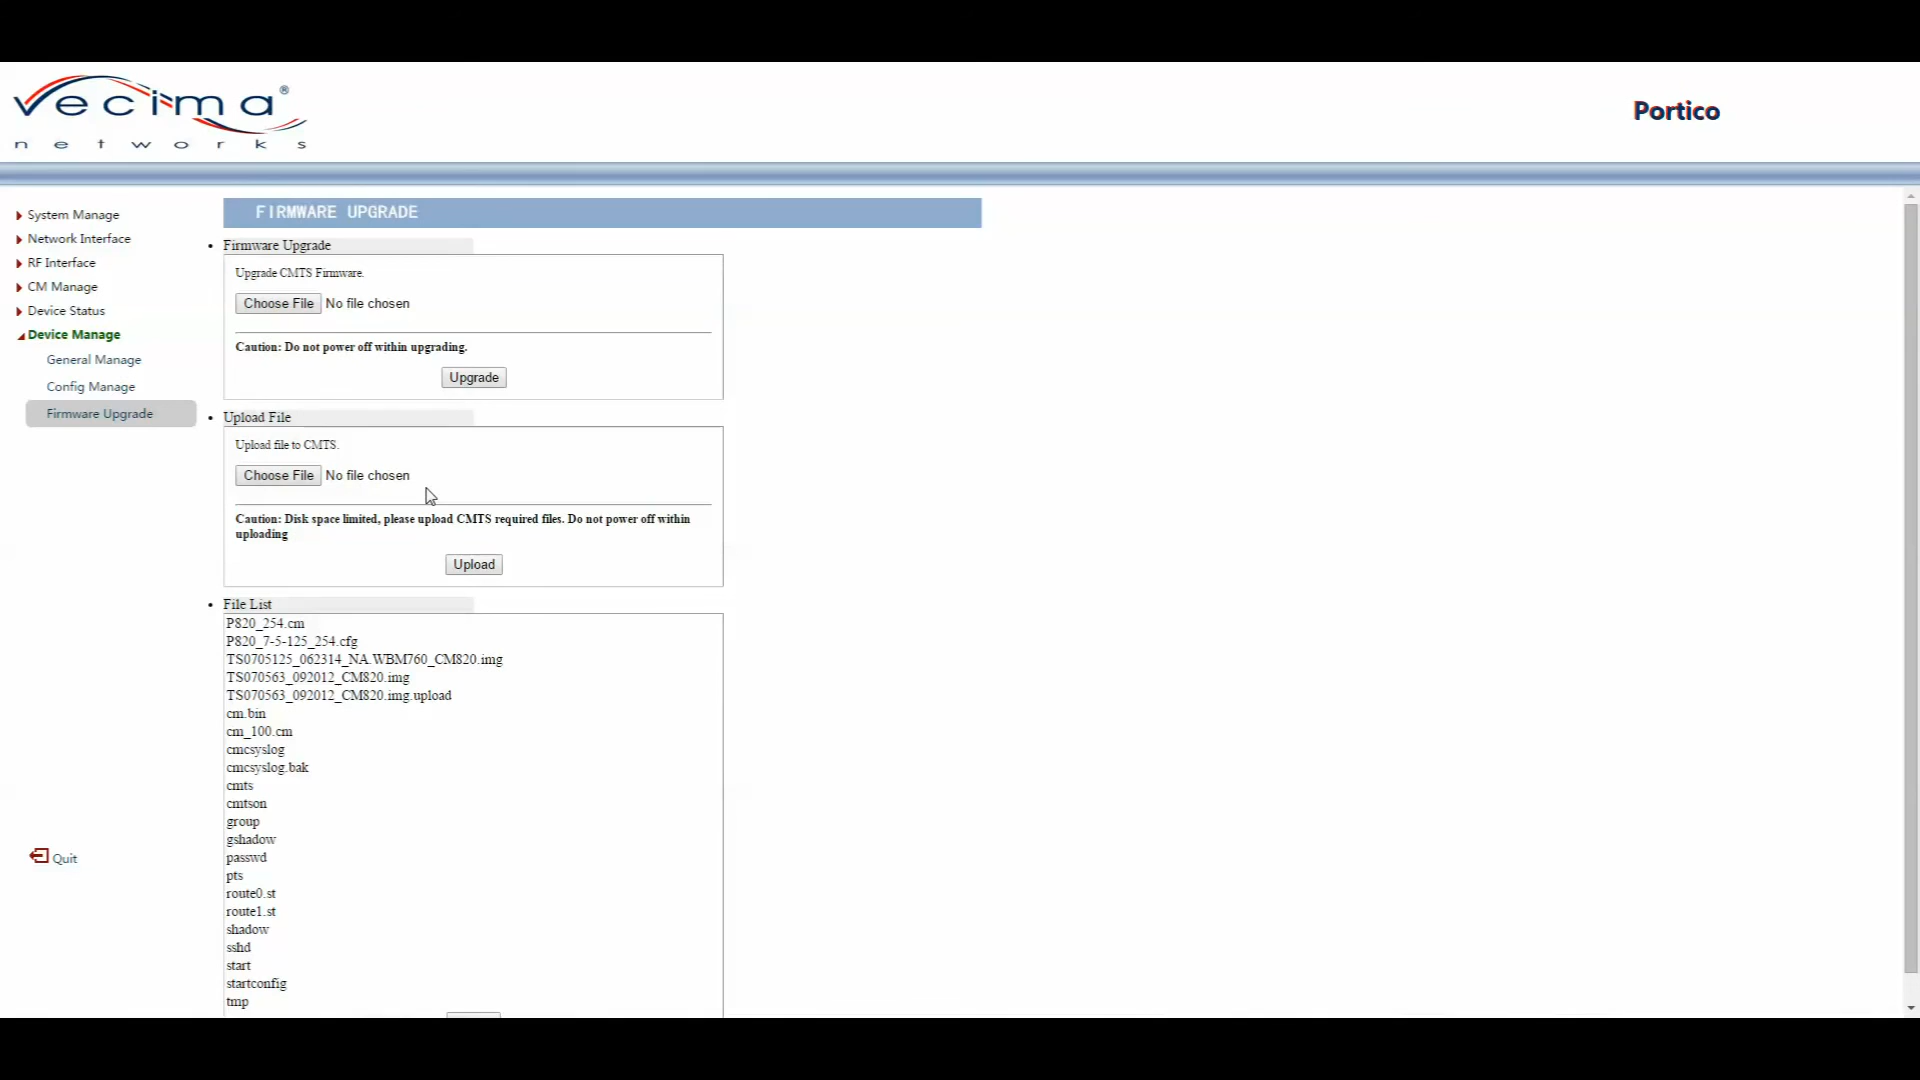 vecima®
networks
Portico
System Manage
Network Interface
RF Interface
CM Manage
Device Status
Device Manage
General Manage
Config Manage
Firmware Upgrade
Quit
FIRMWARE UPGRADE
Firmware Upgrade
Upgrade CMTS Firmware.
Choose File No file chosen
Caution: Do not power off within upgrading.
Upgrade
Upload File
Upload file to CMTS.
Choose File No file chosen
Caution: Disk space limited, please upload CMTS required files. Do not power off within
uploading
Upload
File List
P820_254.cm
P820_7-5-125_254.cfg
TS0705125_062314_NA.WBM760_CM820.img
TS070563_092012_CM820.img
TS070563_092012_CM820.img.upload
cm.bin
cm_100.cm
cmcsyslog
cmcsyslog.bak
cmts
cmtson
group
gshadow
passwd
pts
route0.st
route1.st
shadow
sshd
start
startconfig
tmp